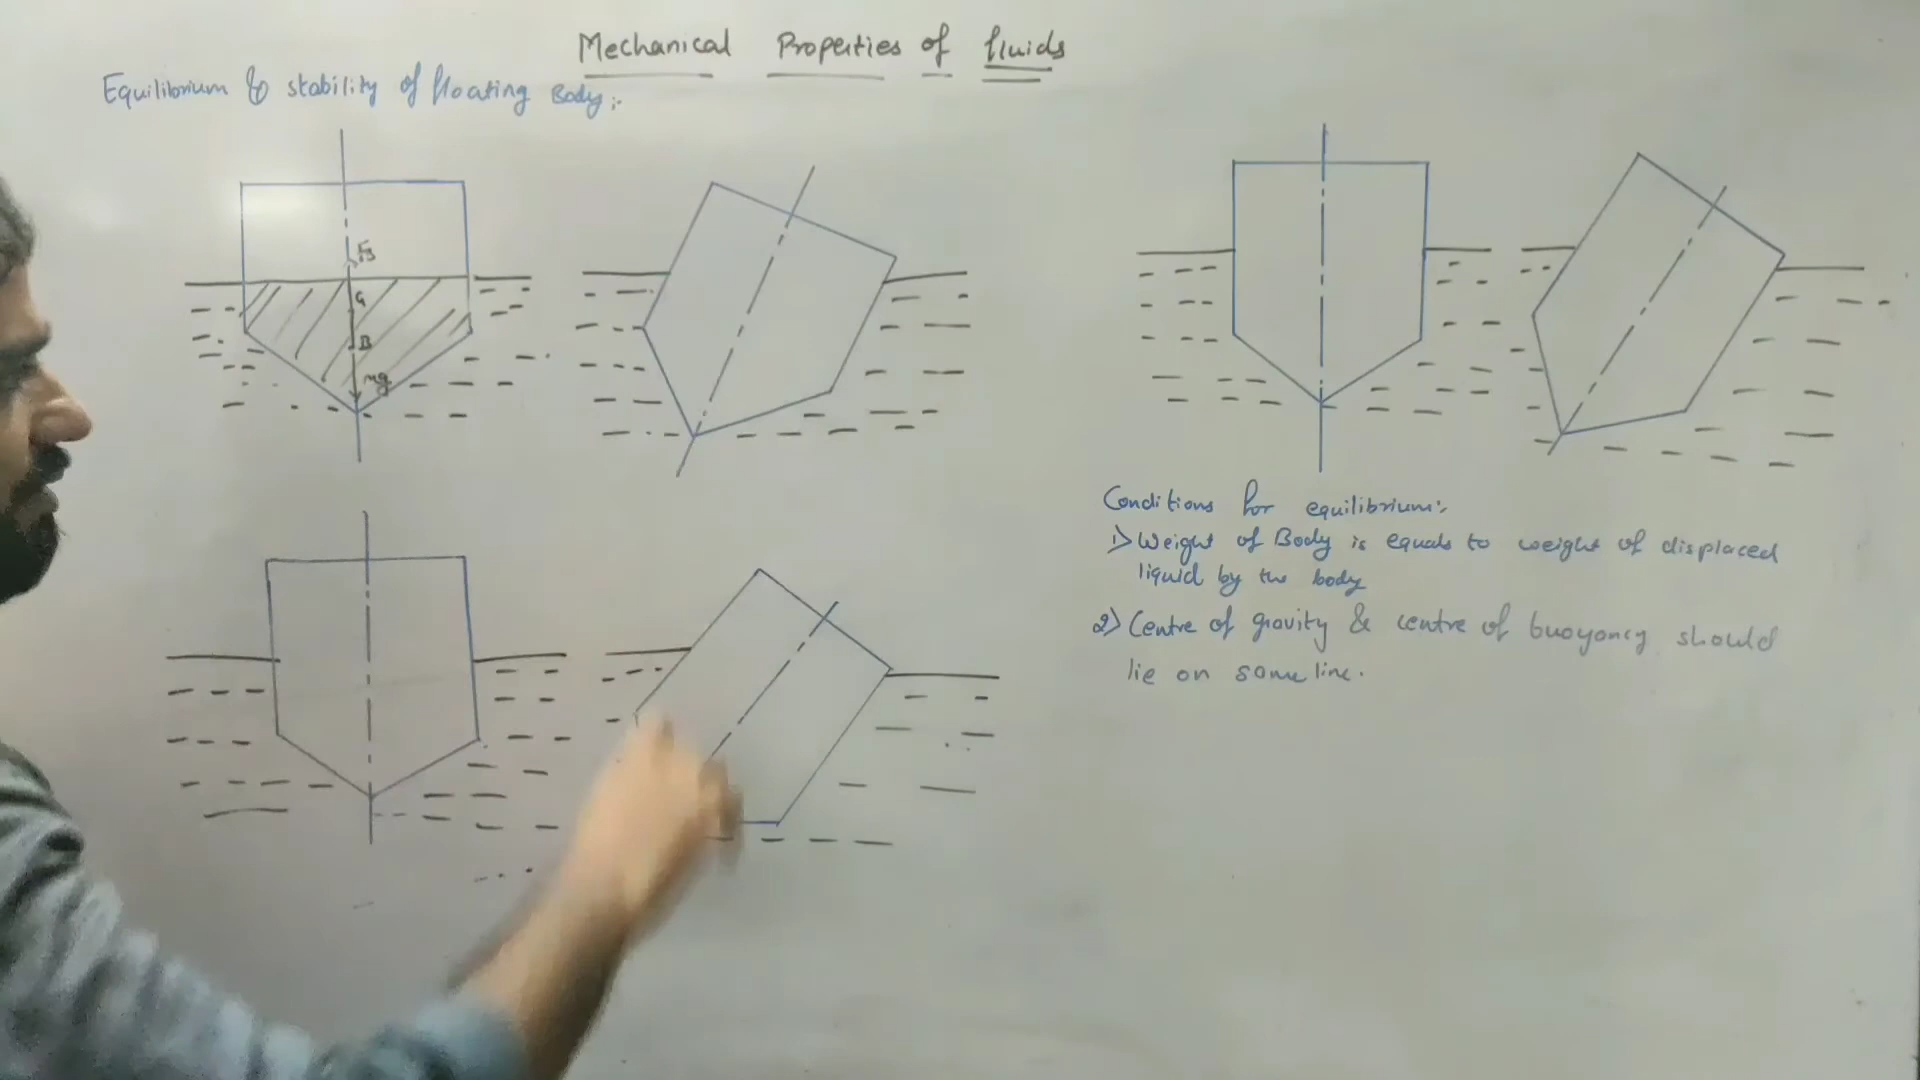 Mechanical Properties of fluids
Equilibrium & stability of floating Body:-
FB
G
B
mg
Conditions for equilibrium:-
1) Weight of Body is equals to weight of displaced
liquid by the body
2) Centre of gravity & centre of buoyancy should
lie on same line.